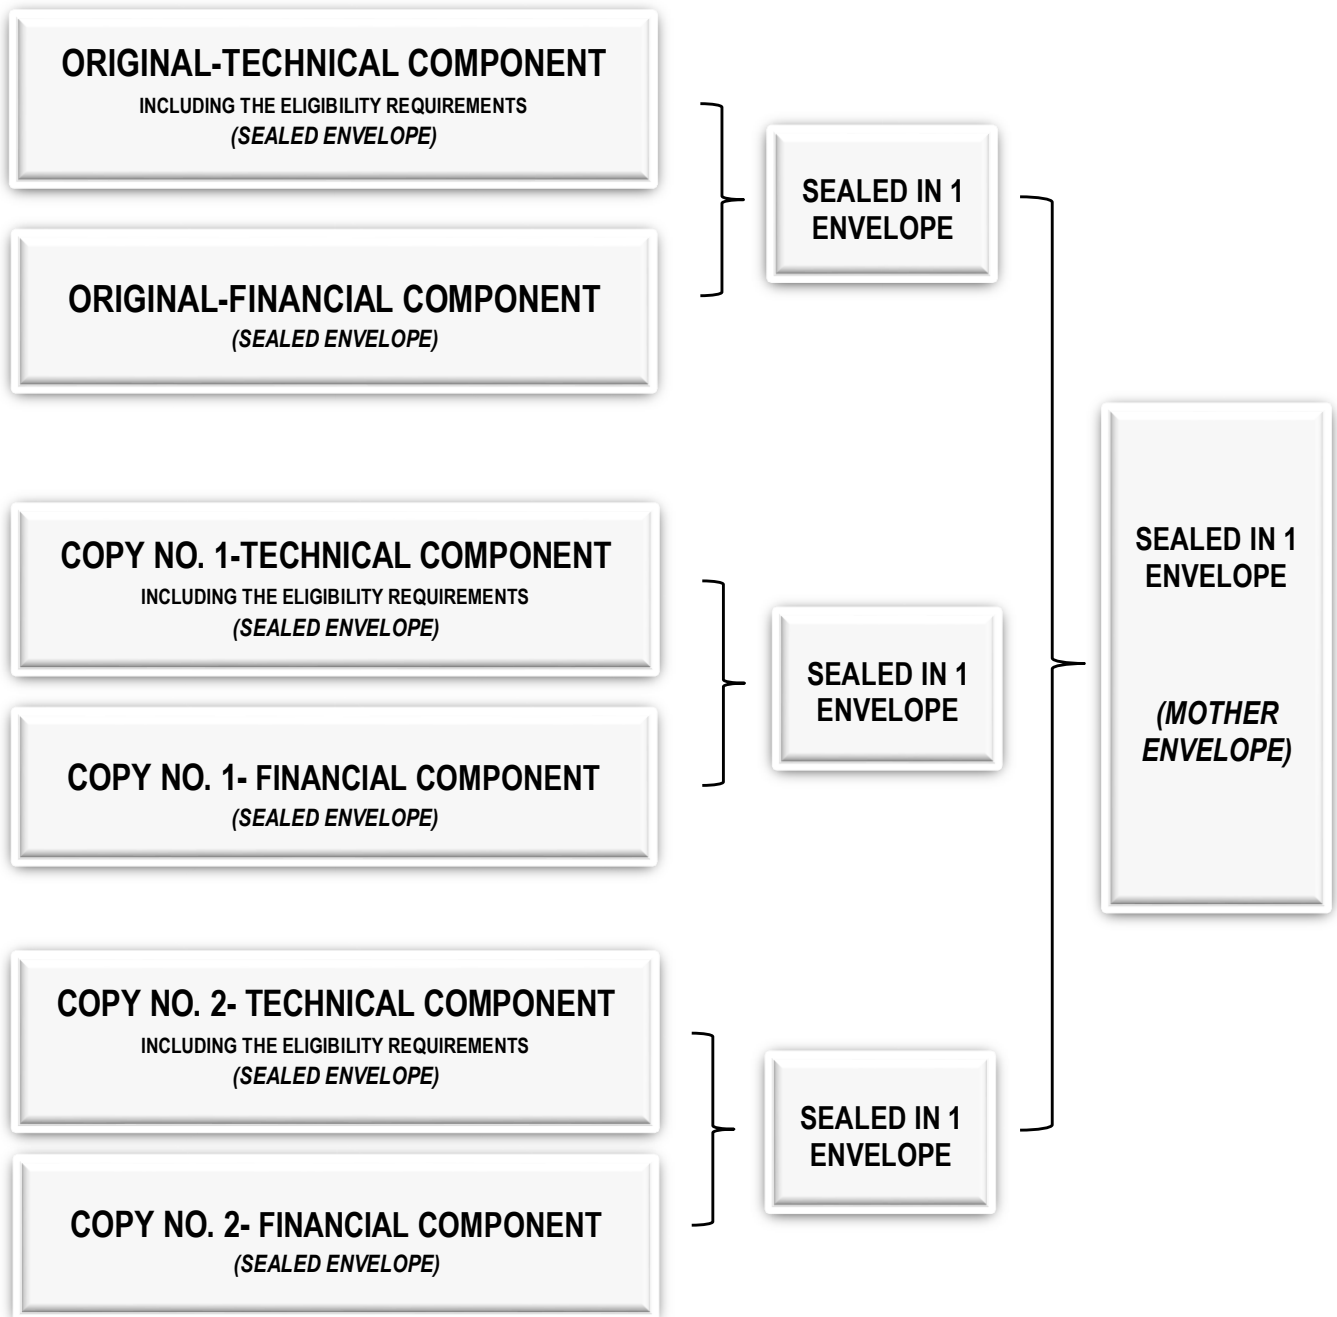 ORIGINAL-TECHNICAL COMPONENT
INCLUDING THE ELIGIBILITY REQUIREMENTS
(SEALED ENVELOPE)
ORIGINAL-FINANCIAL COMPONENT
(SEALED ENVELOPE)
SEALED IN 1
ENVELOPE
COPY NO. 1-TECHNICAL COMPONENT
INCLUDING THE ELIGIBILITY REQUIREMENTS
(SEALED ENVELOPE)
COPY NO. 1- FINANCIAL COMPONENT
(SEALED ENVELOPE)
SEALED IN 1
ENVELOPE
COPY NO. 2- TECHNICAL COMPONENT
INCLUDING THE ELIGIBILITY REQUIREMENTS
(SEALED ENVELOPE)
COPY NO. 2- FINANCIAL COMPONENT
(SEALED ENVELOPE)
SEALED IN 1
ENVELOPE
SEALED IN 1
ENVELOPE
(MOTHER
ENVELOPE)